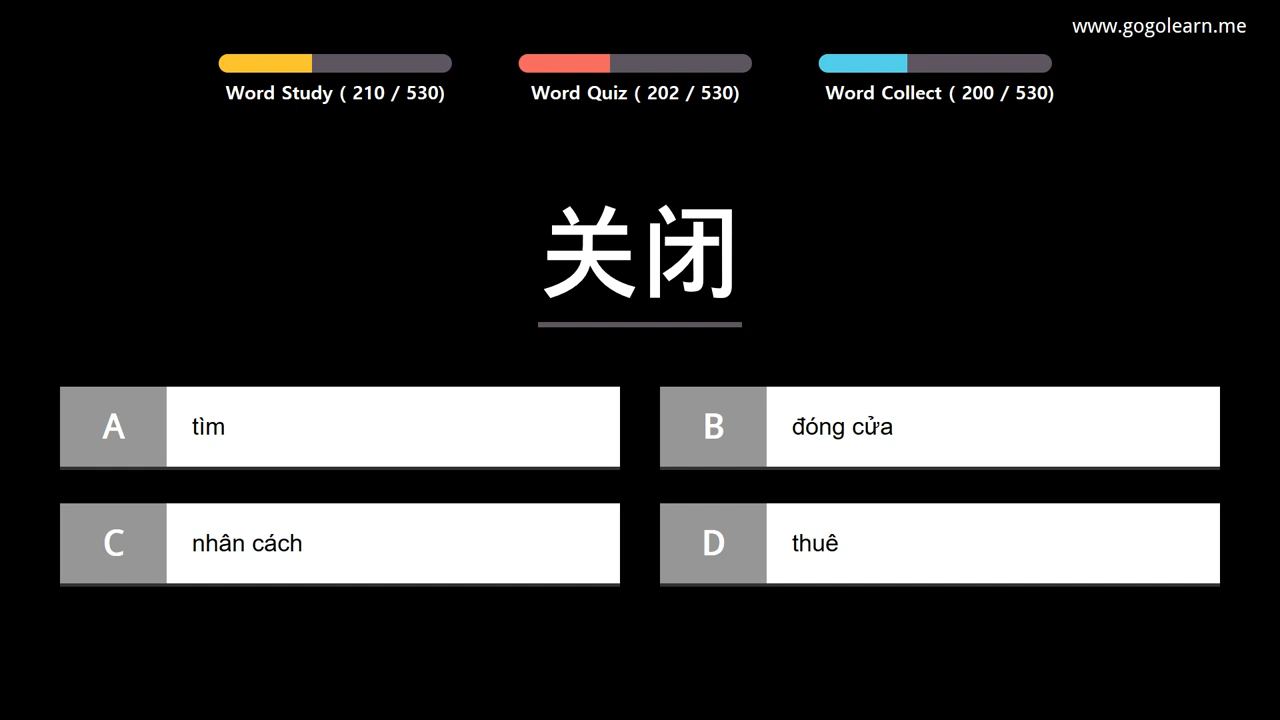 www.gogolearn.me
Word Study ( 210 / 530)
Word Quiz ( 202 / 530)
Word Collect ( 200 / 530)
关闭
A tìm
B đóng cửa
C nhân cách
D thuê